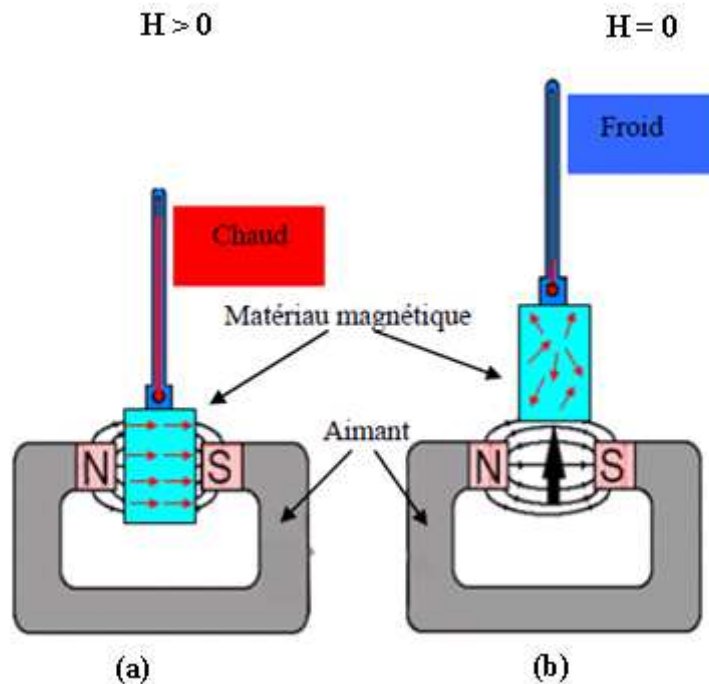 H > 0
H = 0
Froid
Chaud
Matériau magnétique
Aimant
N S
N S
(a)
(b)